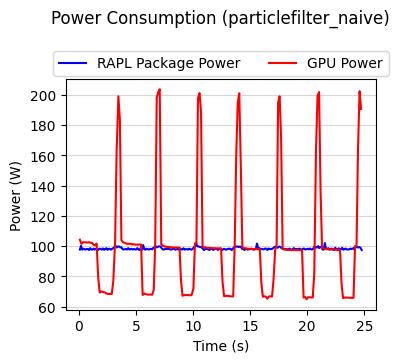 Power Consumption (particlefilter_naive)
RAPL Package Power
GPU Power
Power (W)
200
180
160
140
120
100
80
60
0 5 10 15 20 25
Time (s)